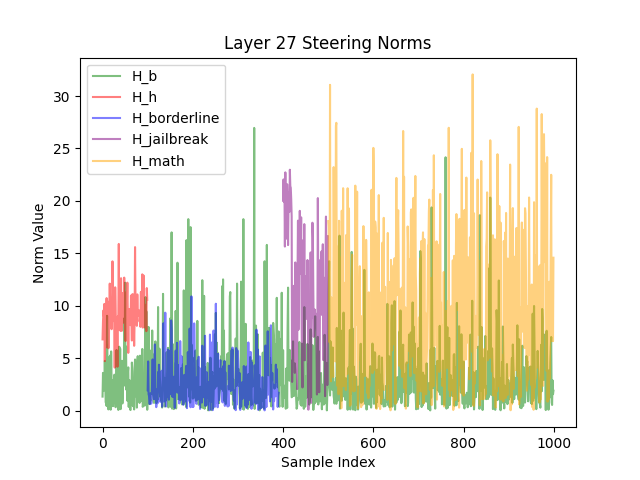 Layer 27 Steering Norms
H_b
H_h
H_borderline
H_jailbreak
H_math
Norm Value
30
25
20
15
10
5
0
0
200
400
600
800
1000
Sample Index